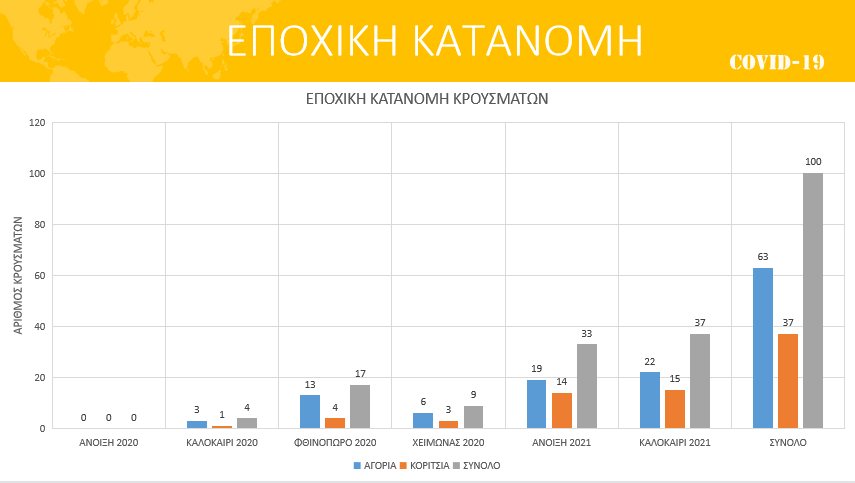 ΕΠΟΧΙΚΗ ΚΑΤΑΝΟΜΗ
COVID-19
ΕΠΟΧΙΚΗ ΚΑΤΑΝΟΜΗ ΚΡΟΥΣΜΑΤΩΝ
ΑΡΙΘΜΟΣ ΚΡΟΥΣΜΑΤΩΝ
120
100
80
60
40
20
0
0 0 0
3 1 4
13 4 17
6 3 9
19 14 33
22 15 37
63 37 100
ΑΝΟΙΞΗ 2020 ΚΑΛΟΚΑΙΡΙ 2020 ΦΘΙΝΟΠΩΡΟ 2020 ΧΕΙΜΩΝΑΣ 2020 ΑΝΟΙΞΗ 2021 ΚΑΛΟΚΑΙΡΙ 2021 ΣΥΝΟΛΟ
ΑΓΟΡΙΑ ΚΟΡΙΤΣΙΑ ΣΥΝΟΛΟ